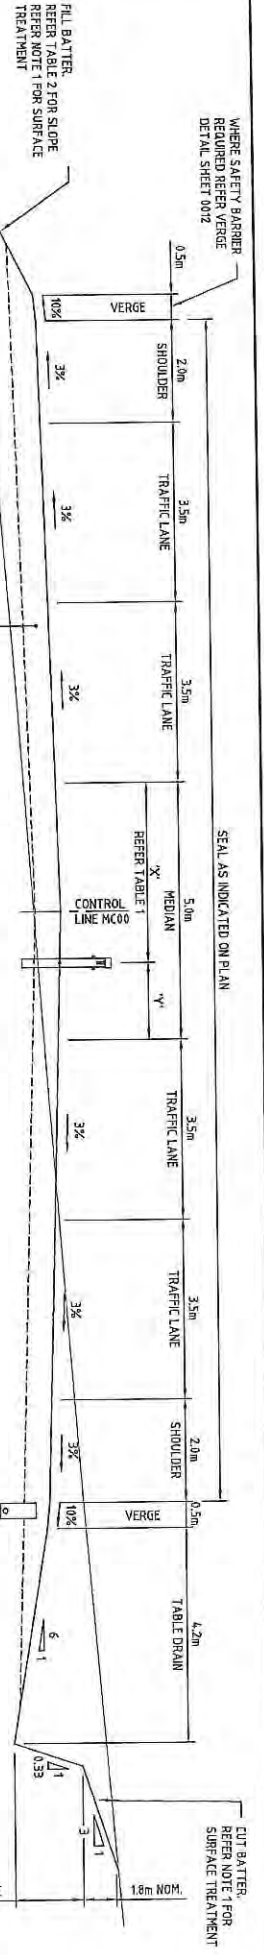 WHERE SAFETY BARRIER
REQUIRED REFER VERGE
DETAIL SHEET 0012
FILL BATTER.
REFER TABLE 2 FOR SLOPE
REFER NOTE 1 FOR SURFACE
TREATMENT
SEAL AS INDICATED ON PLAN
0.5m
VERGE
10%
2.0m
SHOULDER
3%
3.5m
TRAFFIC LANE
3%
3.5m
TRAFFIC LANE
3%
5.0m
MEDIAN
'X'
REFER TABLE 1
'Y'
CONTROL
LINE MC00
3.5m
TRAFFIC LANE
3%
3.5m
TRAFFIC LANE
3%
2.0m
SHOULDER
3%
0.5m
VERGE
10%
4.2m
TABLE DRAIN
6
1
0.33
1
3
1
1.8m NOM.
CUT BATTER.
REFER NOTE 1 FOR
SURFACE TREATMENT